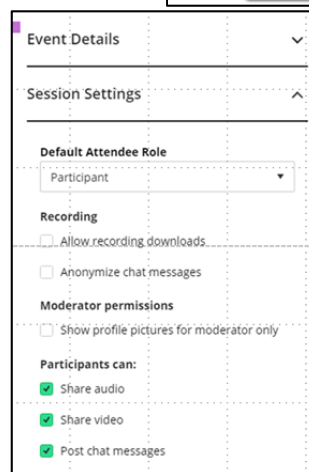 Event Details
Session Settings
Default Attendee Role
Participant
Recording
Allow recording downloads
Anonymize chat messages
Moderator permissions
Show profile pictures for moderator only
Participants can:
Share audio
Share video
Post chat messages